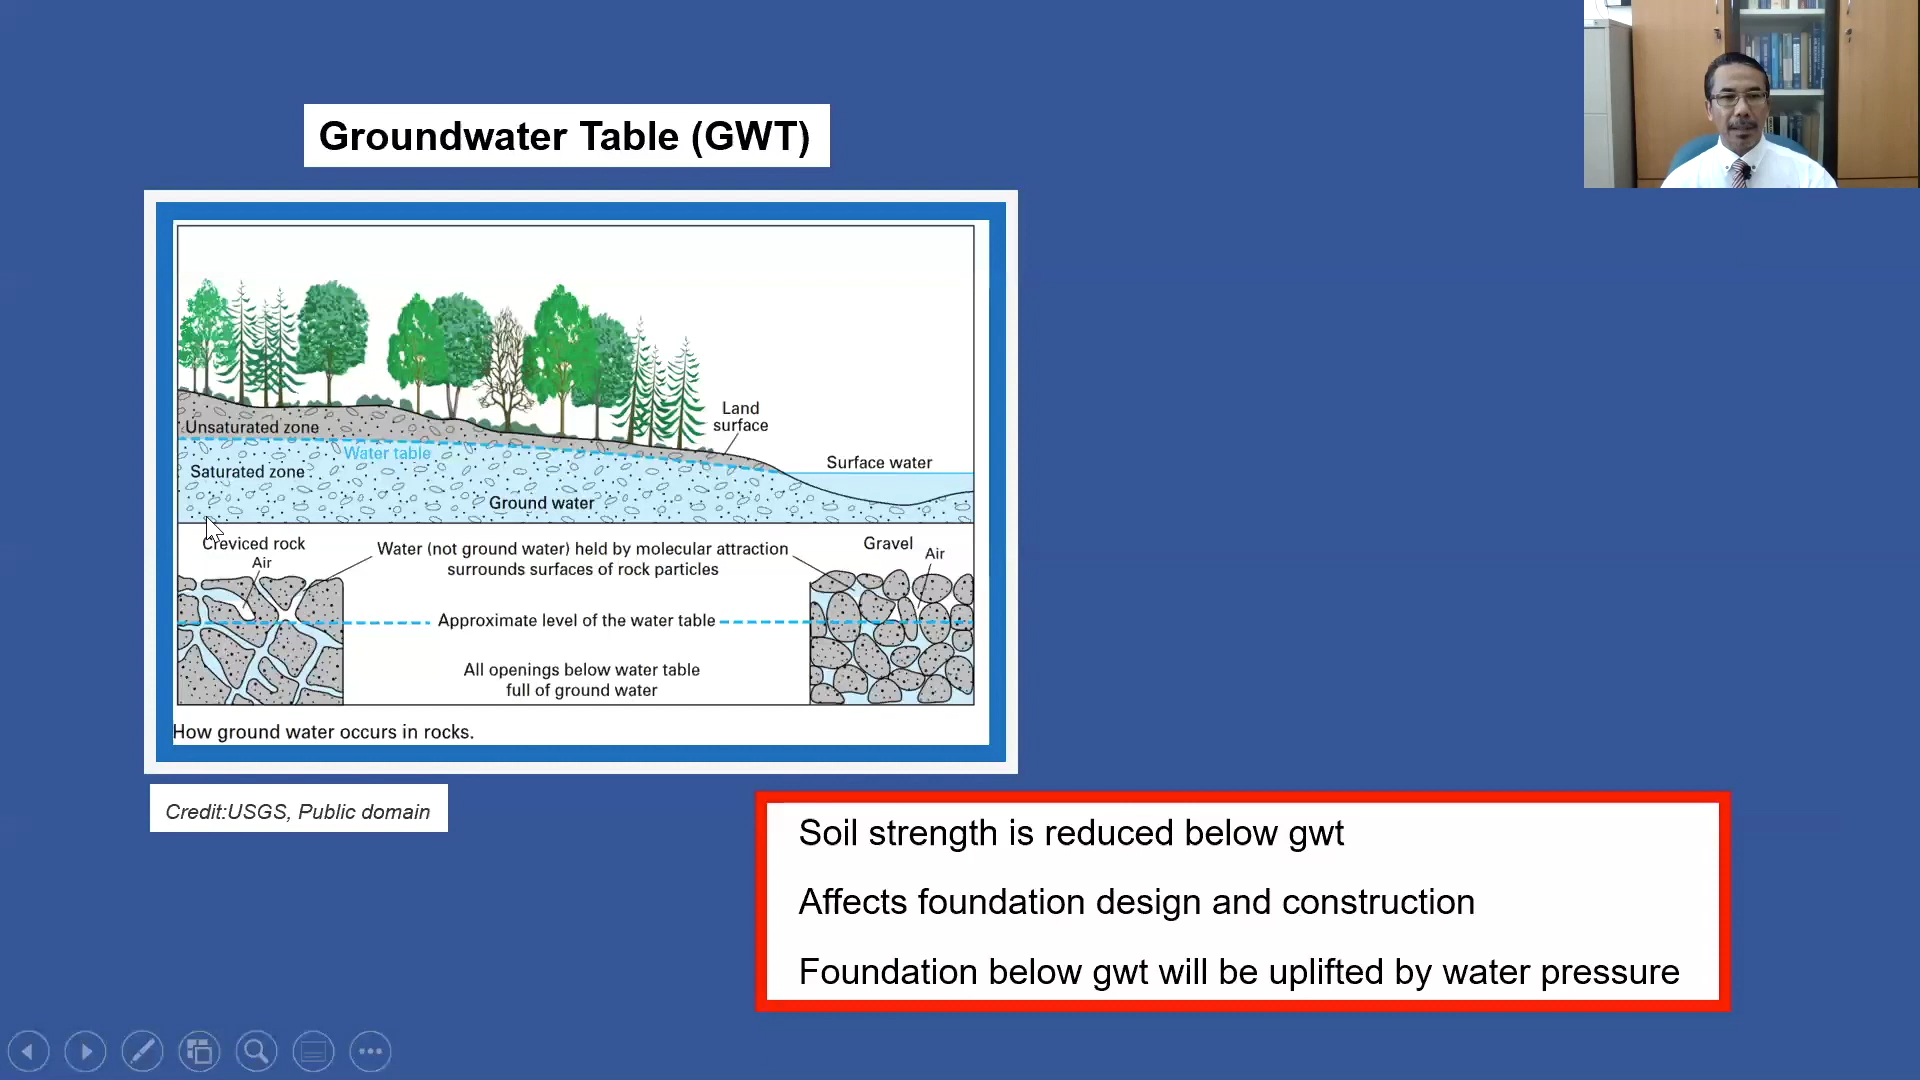 Groundwater Table (GWT)
Unsaturated zone
Water table
Saturated zone
Ground water
Land
surface
Surface water
Creviced rock
Air
Water (not ground water) held by molecular attraction
surrounds surfaces of rock particles
Gravel
Air
Approximate level of the water table
All openings below water table
full of ground water
How ground water occurs in rocks.
Credit:USGS, Public domain
Soil strength is reduced below gwt
Affects foundation design and construction
Foundation below gwt will be uplifted by water pressure